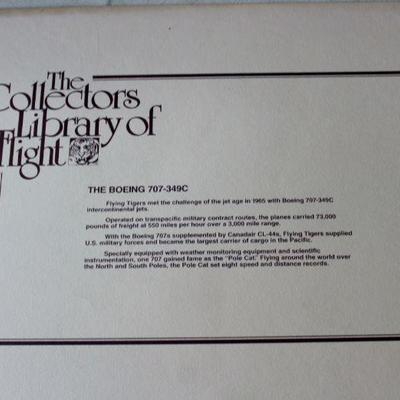 The
Collectors
Library of
Flight
THE BOEING 707-349C
Flying Tigers met the challenge of the jet age in 1965 with Boeing 707-349C
intercontinental jets.
Operated on transpacific military contract routes, the planes carried 73,000
pounds of freight at 550 miles per hour over a 3,000 mile range.
With the Boeing 707s supplemented by Canadair CL-44s, Flying Tigers supplied
U.S. military forces and became the largest carrier of cargo in the Pacific.
Specially equipped with weather monitoring equipment and scientific
instrumentation, one 707 gained fame as the "Pole Cat." Flying around the world over
the North and South Poles, the Pole Cat set eight speed and distance records.